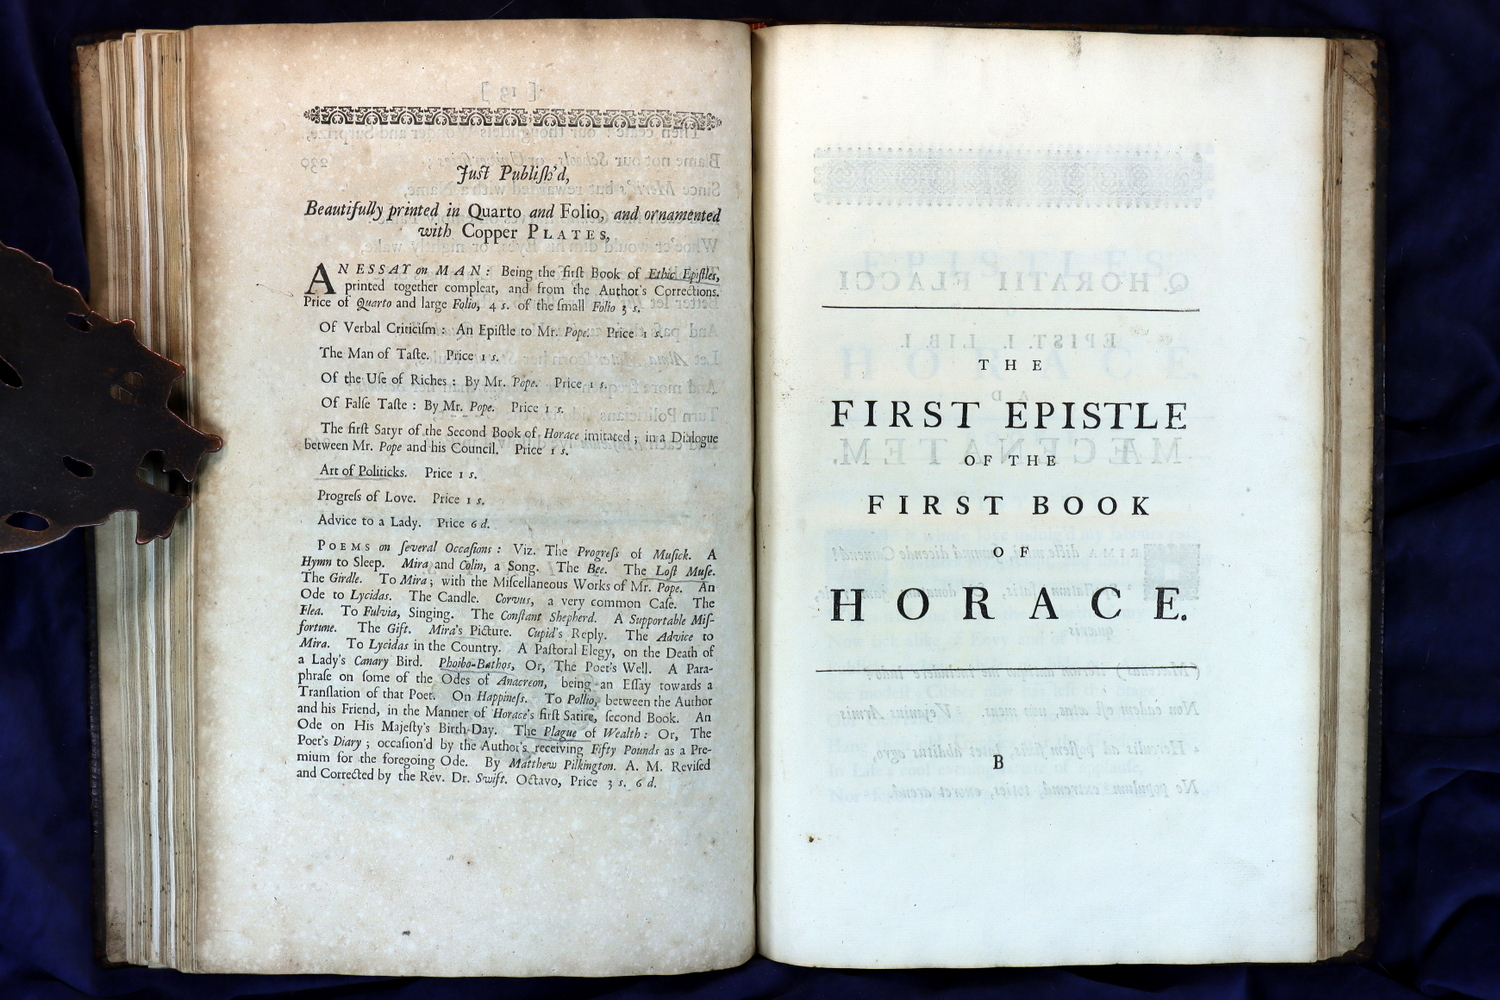 Just Publish'd,
Beautifully printed in Quarto and Folio, and ornamented
with Copper PLATES,
AN ESSAY on MAN: Being the first Book of Ethic Epistles,
printed together compleat, and from the Author's Corrections.
Price of Quarto and large Folio, 4 s. of the small Folio 3 s.
Of Verbal Criticism: An Epistle to Mr. Pope. Price 1 s.
The Man of Taste. Price 1 s.
Of the Use of Riches: By Mr. Pope. Price 1 s.
Of False Taste: By Mr. Pope. Price 1 s.
The first Satyr of the Second Book of Horace imitated; in a Dialogue
between Mr. Pope and his Council. Price 1 s.
Art of Politicks. Price 1 s.
Progress of Love. Price 1 s.
Advice to a Lady. Price 6 d.
POEMS on several Occasions: Viz. The Progress of Musick. A
Hymn to Sleep. Mira and Colin, a Song. The Bee. The Lost Muse.
The Girdle. To Mira; with the Miscellaneous Works of Mr. Pope. An
Ode to Lycidas. The Candle. Corvus, a very common Case. The
Flea. To Fulvia, Singing. The Constant Shepherd. A Supportable Mis-
fortune. The Gift. Mira's Picture. Cupid's Reply. The Advice to
Mira. To Lycidas in the Country. A Pastoral Elegy, on the Death of
a Lady's Canary Bird. Phoibo-Bathos, Or, The Poet's Well. A Para-
phrase on some of the Odes of Anacreon, being an Essay towards a
Translation of that Poet. On Happiness. To Pollio, between the Author
and his Friend, in the Manner of Horace's first Satire, second Book. An
Ode on His Majesty's Birth-Day. The Plague of Wealth: Or, The
Poet's Diary; occasion'd by the Author's receiving Fifty Pounds as a Pre-
mium for the foregoing Ode. By Matthew Pilkington. A. M. Revised
and Corrected by the Rev. Dr. Swift. Octavo, Price 3 s. 6 d.
THE
FIRST EPISTLE
OF THE
FIRST BOOK
OF
HORACE.
B